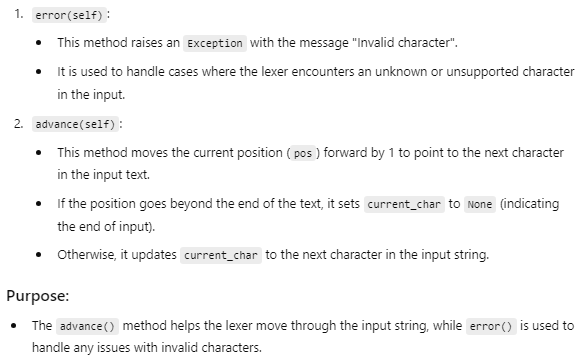 1. error(self):
• This method raises an Exception with the message "Invalid character".
• It is used to handle cases where the lexer encounters an unknown or unsupported character
in the input.
2. advance(self):
• This method moves the current position ( pos ) forward by 1 to point to the next character
in the input text.
• If the position goes beyond the end of the text, it sets current_char to None (indicating
the end of input).
• Otherwise, it updates current_char to the next character in the input string.
Purpose:
• The advance() method helps the lexer move through the input string, while error() is used to
handle any issues with invalid characters.